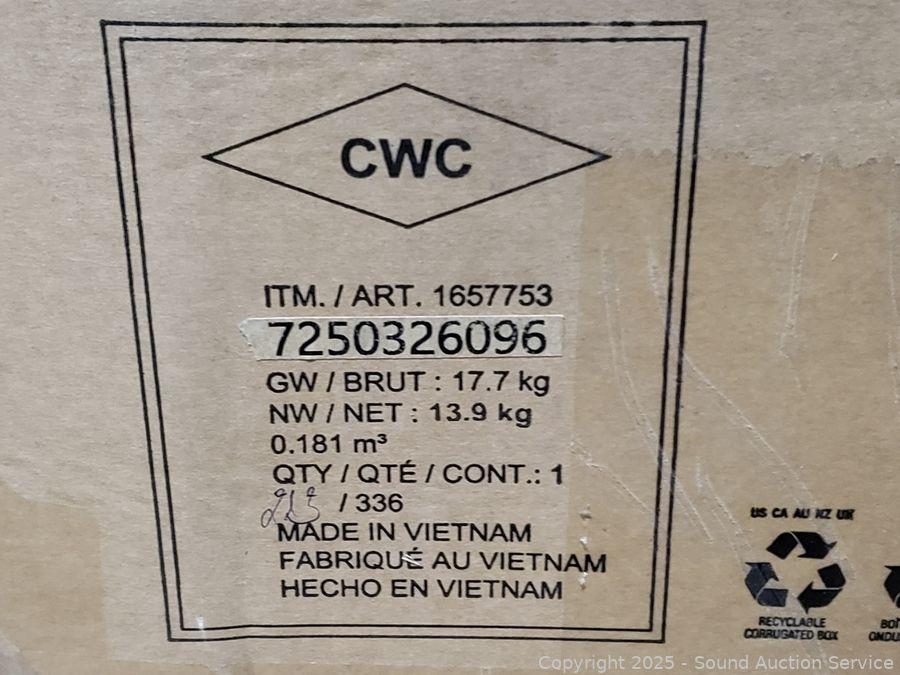 CWC
ITM. / ART. 1657753
7250326096
GW / BRUT : 17.7 kg
NW / NET : 13.9 kg
0.181 m³
QTY / QTÉ / CONT.: 1
/ 336
MADE IN VIETNAM
FABRIQUÉ AU VIETNAM
HECHO EN VIETNAM
US CA AU NZ UK
RECYCLABLE
CORRUGATED BOX
Copyright 2025 - Sound Auction Service